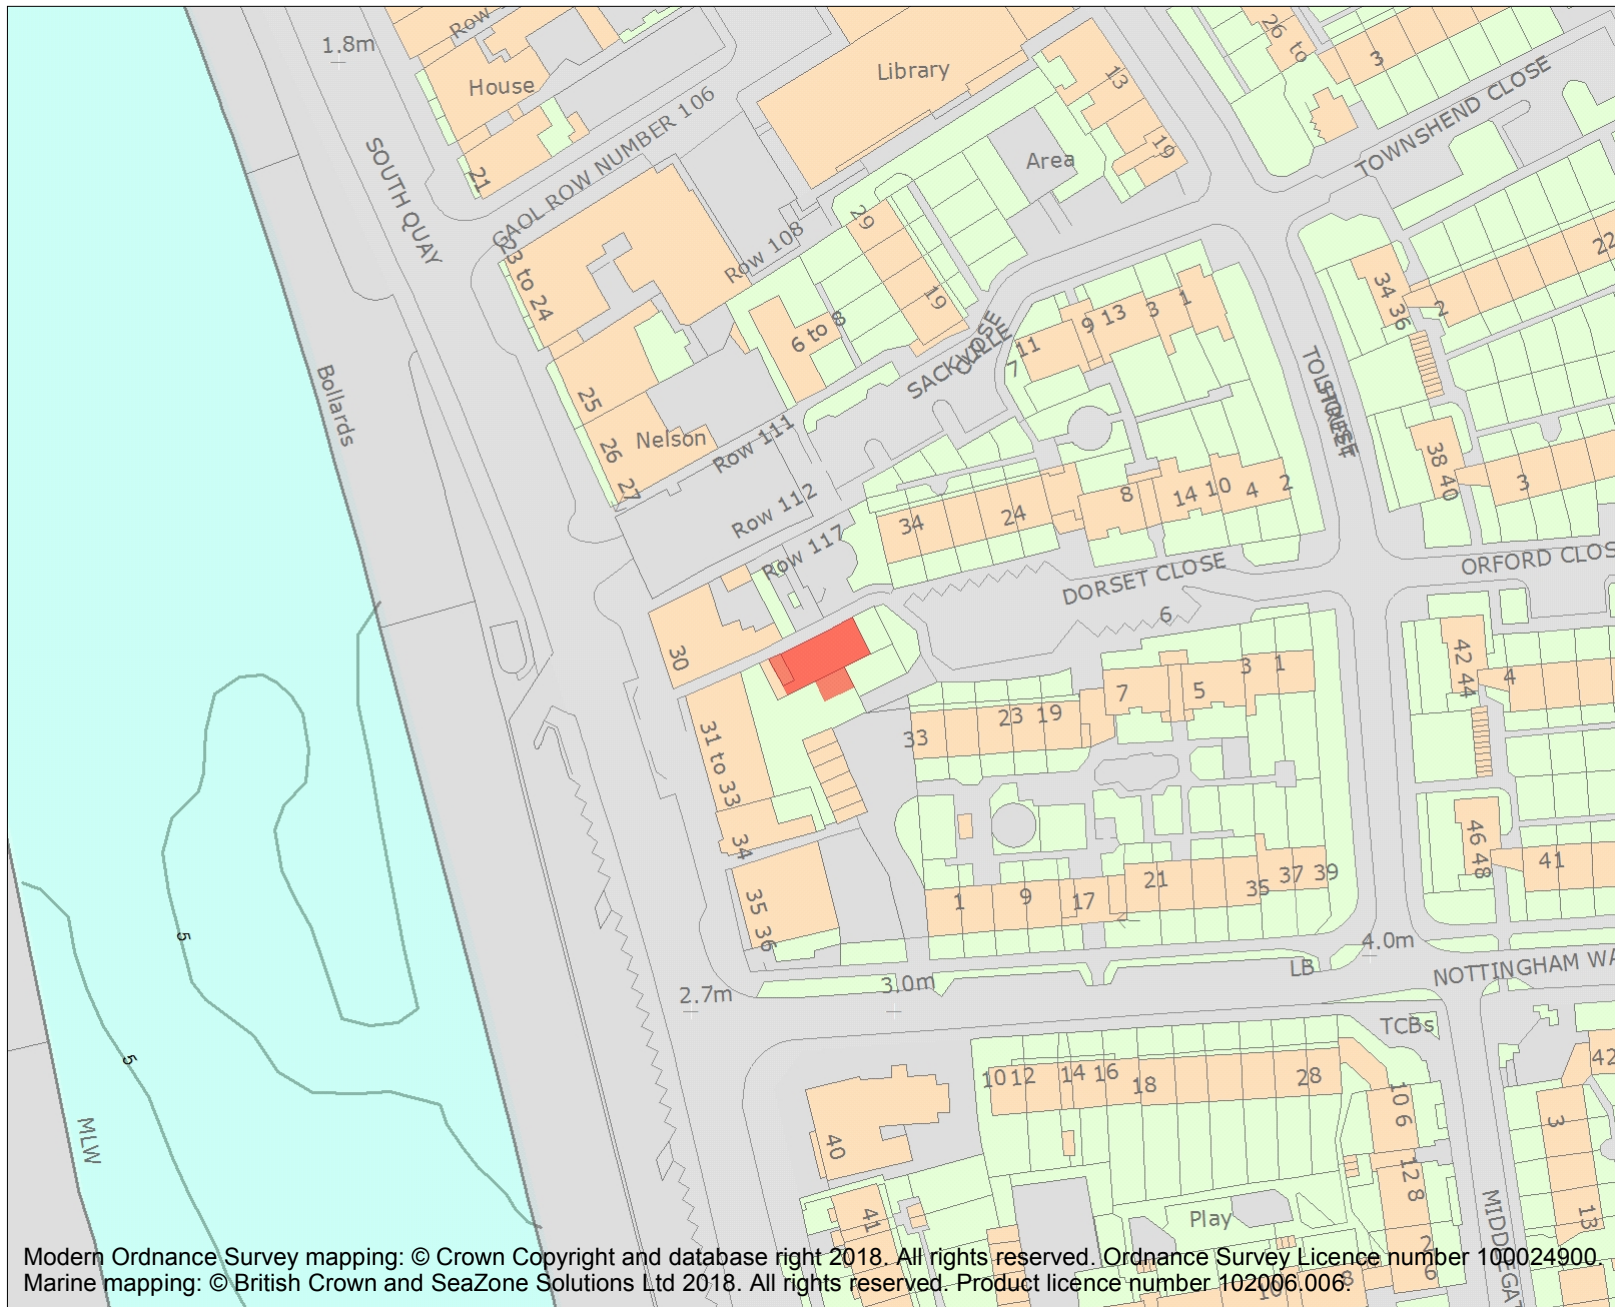 Row
1.8m
House
Library
26 to
3
13
TOWNSHEND CLOSE
SOUTH QUAY
GAOL ROW NUMBER 106
21
Area
19
Row 108
29
23 to 24
22
34 36
2
6 to 8
19
9 13 3 1
11
7
SACKVILLE
CLOSE
TOLHOUSE
STREET
Bollards
25
Nelson
26
Row 111
27
38 40
3
Row 112
34
24
8
14 10 4 2
Row 117
DORSET CLOSE
ORFORD CLOS
6
30
42 44
4
3 1
7
5
31 to 33
33
23 19
34
46 48
41
35 36
1
9
17
21
35 37 39
5
4.0m
LB
NOTTINGHAM WA
2.7m
3.0m
TCBs
5
10 12 14 16 18 28
42
10 6
3
MLW
40
12 8
41
Play
MIDDLEGAT
13
2
6
10
8
Modern Ordnance Survey mapping: © Crown Copyright and database right 2018. All rights reserved. Ordnance Survey Licence number 100024900.
Marine mapping: © British Crown and SeaZone Solutions Ltd 2018. All rights reserved. Product licence number 102006.006.